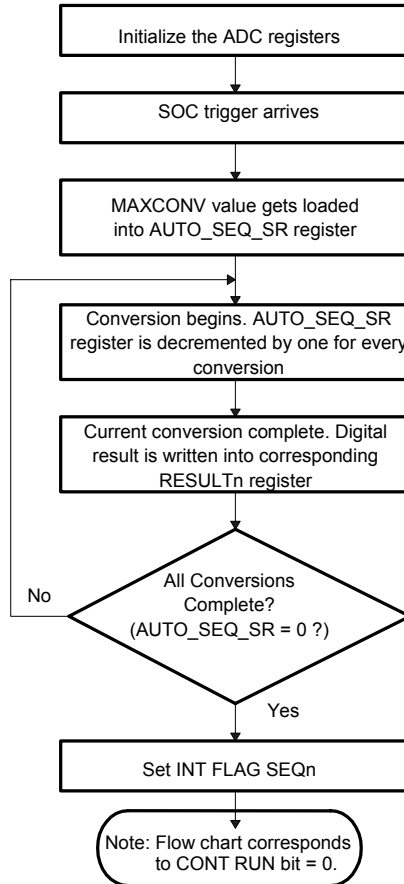 Initialize the ADC registers
SOC trigger arrives
MAXCONV value gets loaded
into AUTO_SEQ_SR register
Conversion begins. AUTO_SEQ_SR
register is decremented by one for every
conversion
Current conversion complete. Digital
result is written into corresponding
RESULTn register
All Conversions
Complete?
(AUTO_SEQ_SR = 0 ?)
No
Yes
Set INT FLAG SEQn
Note: Flow chart corresponds
to CONT RUN bit = 0.